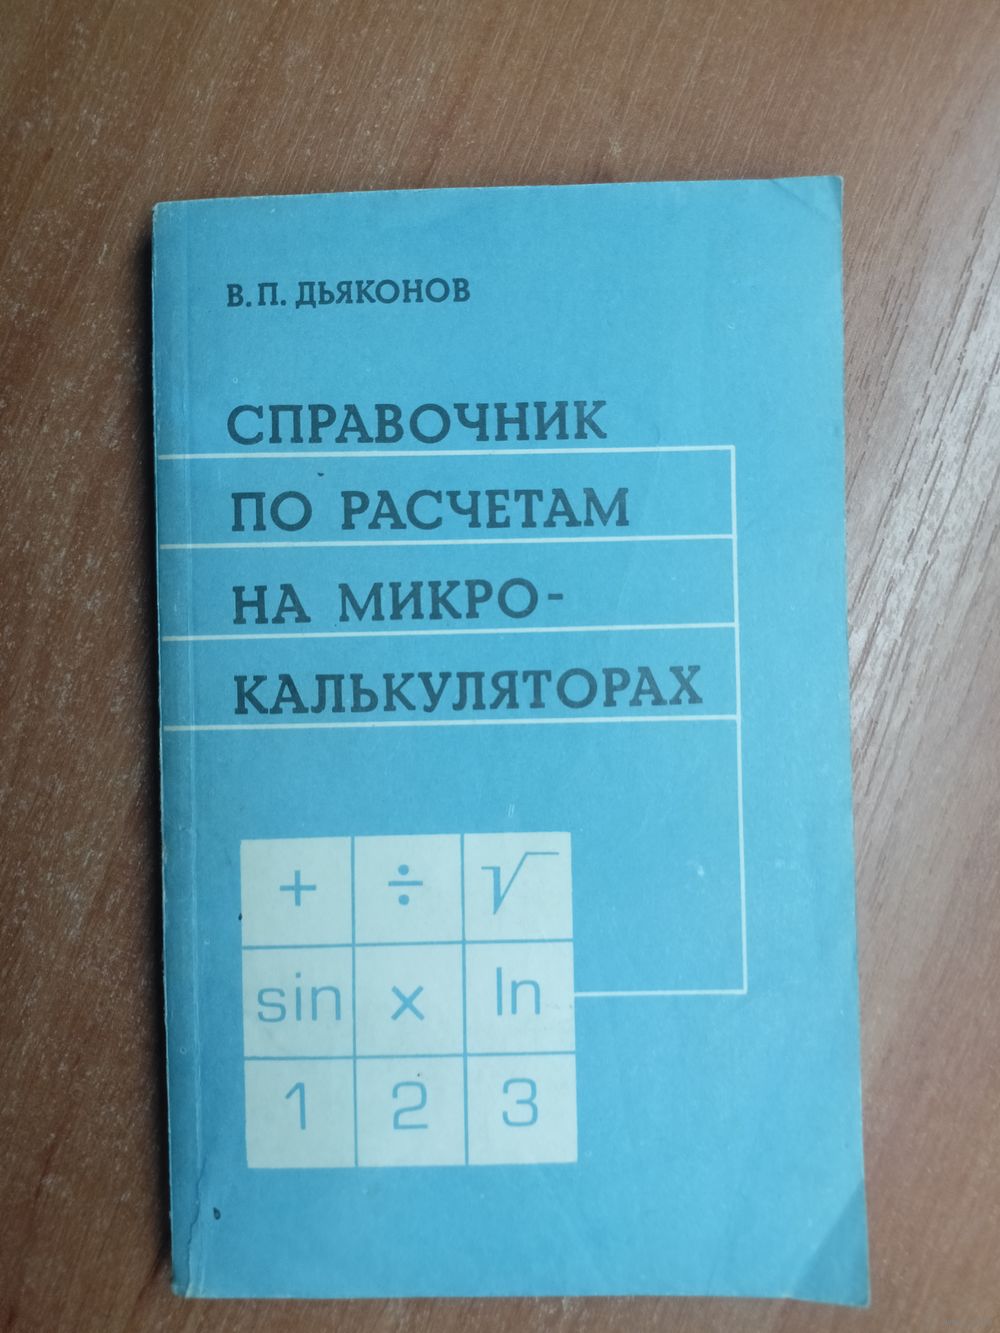 В. П. ДЬЯКОНОВ
СПРАВОЧНИК
ПО РАСЧЕТАМ
НА МИКРО-
КАЛЬКУЛЯТОРАХ
+ ÷ √
sin x ln
1 2 3